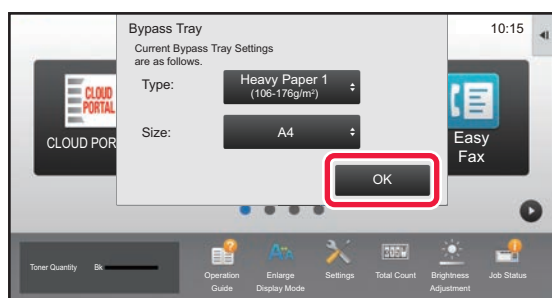 Bypass Tray
10:15
Current Bypass Tray Settings
are as follows.
Type:
Heavy Paper 1
(106-176g/m²)
Size:
A4
OK
CLOUD
PORTAL
CLOUD POR
Easy
Fax
Toner Quantity
Bk
Operation
Guide
Enlarge
Display Mode
Settings
Total Count
Brightness
Adjustment
Job Status